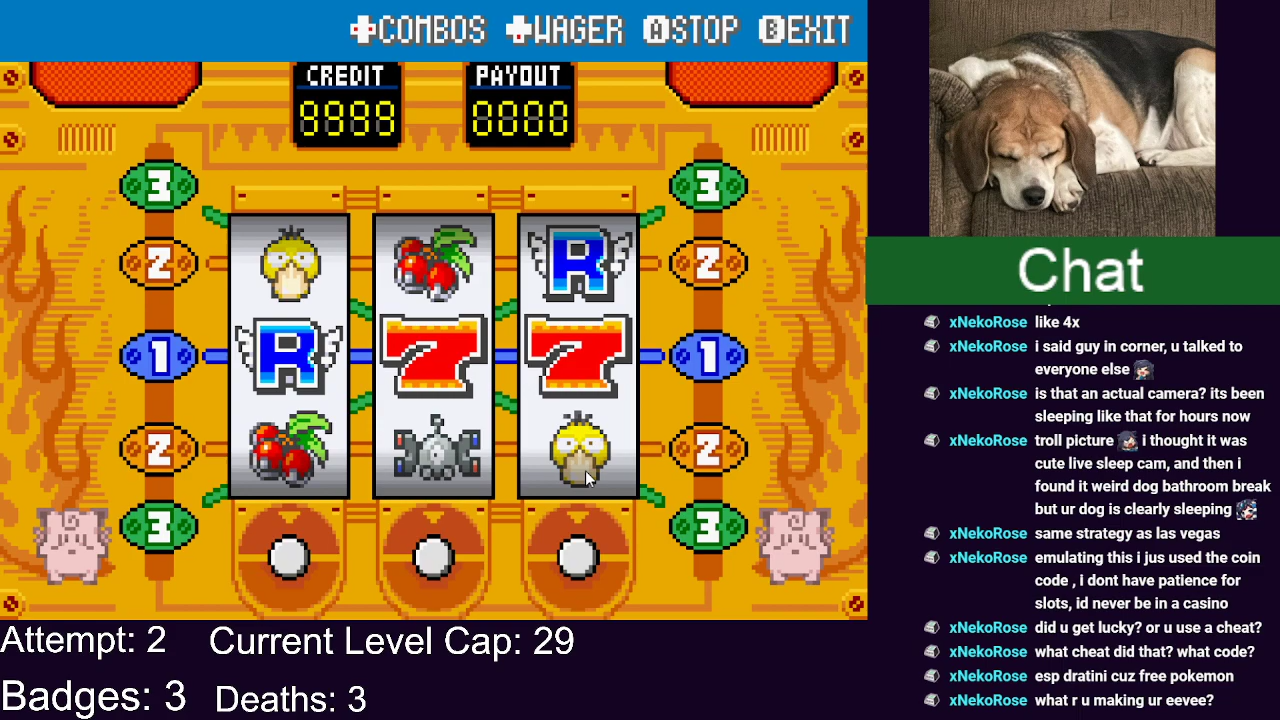 COMBOS WAGER A STOP B EXIT
CREDIT PAYOUT
9999 0000
3 3
2 R 2
1 R 7 7 1
2 2
3 3
Attempt: 2 Current Level Cap: 29
Badges: 3 Deaths: 3
Chat
xNekoRose like 4x
xNekoRose i said guy in corner, u talked to
everyone else
xNekoRose is that an actual camera? its been
sleeping like that for hours now
xNekoRose troll picture i thought it was
cute live sleep cam, and then i
found it weird dog bathroom break
but ur dog is clearly sleeping
xNekoRose same strategy as las vegas
xNekoRose emulating this i jus used the coin
code , i dont have patience for
slots, id never be in a casino
xNekoRose did u get lucky? or u use a cheat?
xNekoRose what cheat did that? what code?
xNekoRose esp dratini cuz free pokemon
xNekoRose what r u making ur eevee?